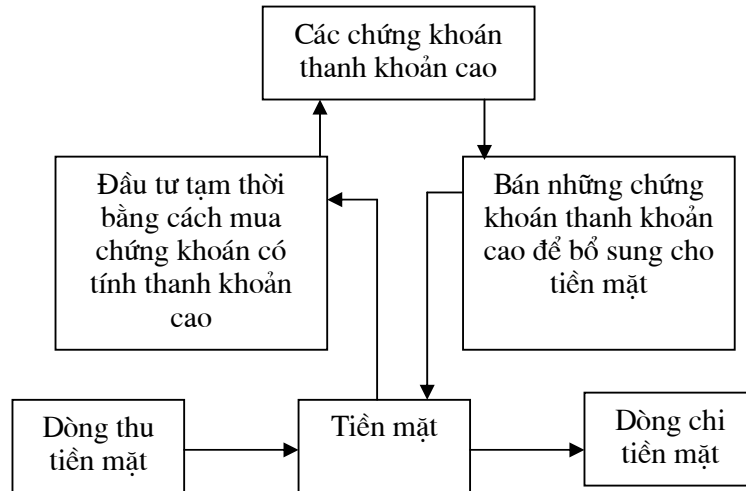 Các chứng khoán
thanh khoản cao
Đầu tư tạm thời
bằng cách mua
chứng khoán có
tính thanh khoản
cao
Bán những chứng
khoán thanh khoản
cao để bổ sung cho
tiền mặt
Dòng thu
tiền mặt
Tiền mặt
Dòng chi
tiền mặt